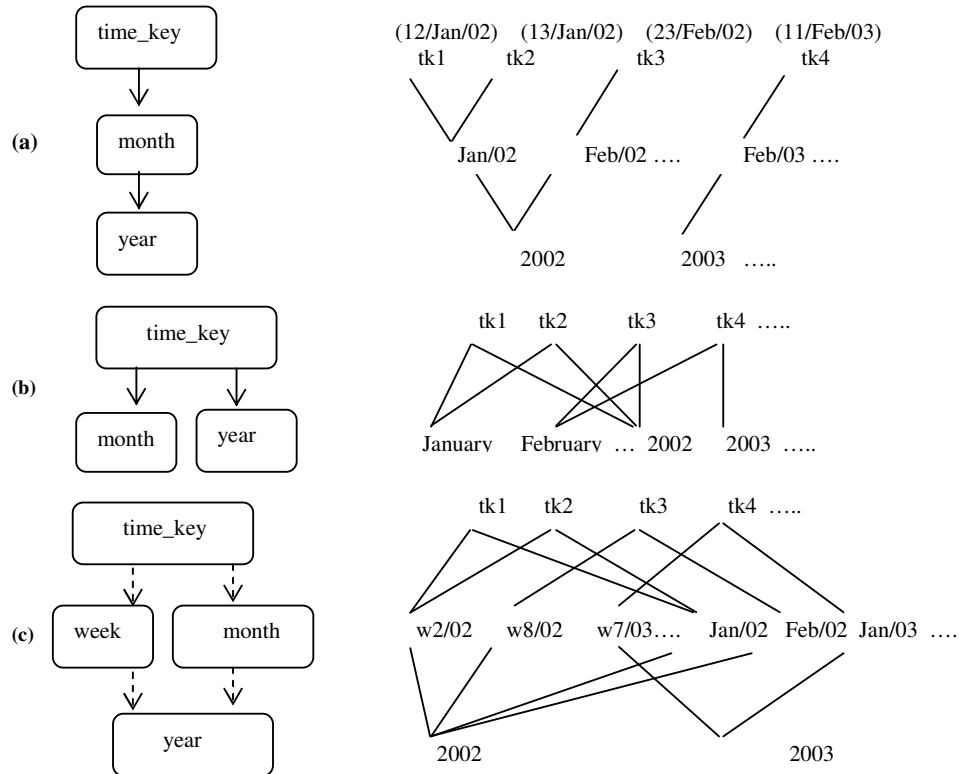 time_key
(12/Jan/02) (13/Jan/02) (23/Feb/02) (11/Feb/03)
tk1 tk2 tk3 tk4
(a)
month
Jan/02 Feb/02 …. Feb/03 ….
year
2002 2003 …..
time_key
tk1 tk2 tk3 tk4 …..
(b)
month year
January February … 2002 2003 …..
time_key
tk1 tk2 tk3 tk4 …..
(c)
week month
w2/02 w8/02 w7/03…. Jan/02 Feb/02 Jan/03 ….
year
2002 2003